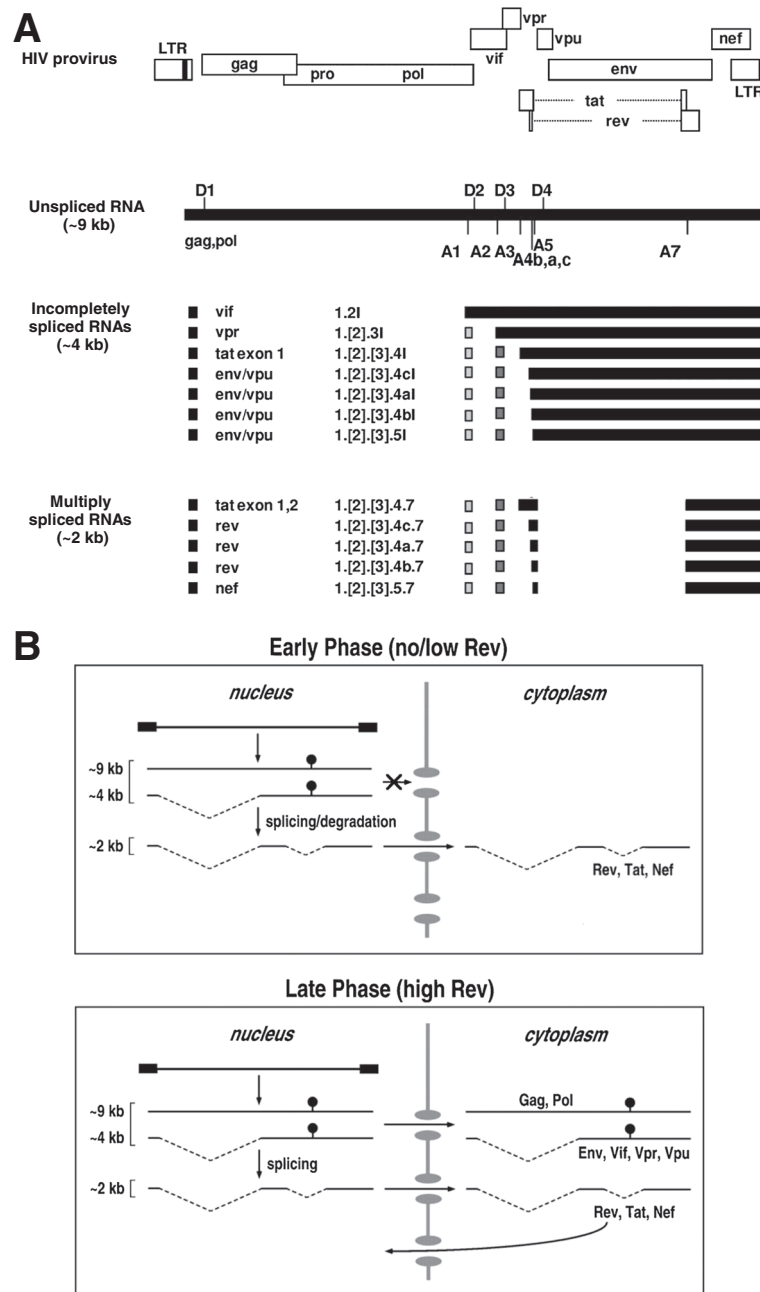 A
HIV provirus
LTR
gag
pro
pol
vif
vpr
vpu
env
nef
LTR
tat
rev
Unspliced RNA
(~9 kb)
D1
D2
D3
D4
gag,pol
A1
A2
A3
A4b,a,c
A5
A7
Incompletely
spliced RNAs
(~4 kb)
vif 1.2I
vpr 1.[2].3I
tat exon 1 1.[2].[3].4I
env/vpu 1.[2].[3].4cI
env/vpu 1.[2].[3].4aI
env/vpu 1.[2].[3].4bI
env/vpu 1.[2].[3].5I
Multiply
spliced RNAs
(~2 kb)
tat exon 1,2 1.[2].[3].4.7
rev 1.[2].[3].4c.7
rev 1.[2].[3].4a.7
rev 1.[2].[3].4b.7
nef 1.[2].[3].5.7
B
Early Phase (no/low Rev)
nucleus
cytoplasm
~9 kb
~4 kb
splicing/degradation
~2 kb
Rev, Tat, Nef
Late Phase (high Rev)
nucleus
cytoplasm
~9 kb
Gag, Pol
~4 kb
Env, Vif, Vpr, Vpu
splicing
~2 kb
Rev, Tat, Nef